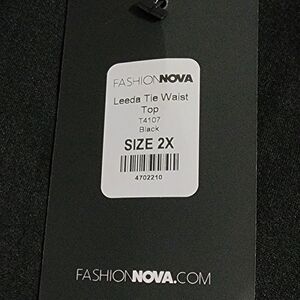 FASHIONNOVA
Leeda Tie Waist
Top
T4107
Black
SIZE 2X
4702210
FASHIONNOVA.COM